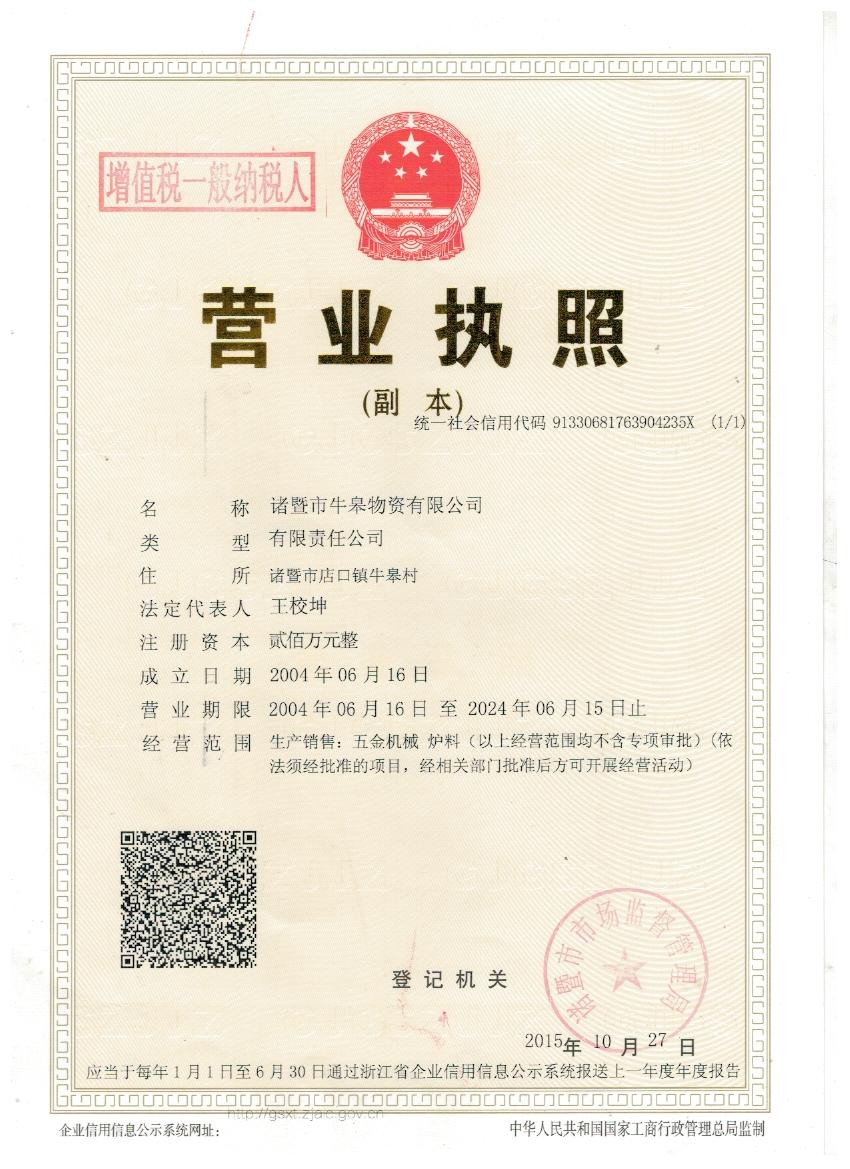 增值税一般纳税人
营业执照
(副 本)
统一社会信用代码 91330681763904235X (1/1)
名 称 诸暨市牛皋物资有限公司
类 型 有限责任公司
住 所 诸暨市店口镇牛皋村
法定代表人 王校坤
注册资本 贰佰万元整
成立日期 2004年06月16日
营业期限 2004年06月16日 至 2024年06月15日止
经营范围 生产销售：五金机械 炉料（以上经营范围均不含专项审批）(依
法须经批准的项目，经相关部门批准后方可开展经营活动）
诸暨市市场监督管理局
登记机关
2015年 10 月 27 日
应当于每年1月1日至6月30日通过浙江省企业信用信息公示系统报送上一年度年度报告
http://gsxt.zjaic.gov.cn
企业信用信息公示系统网址：
中华人民共和国国家工商行政管理总局监制